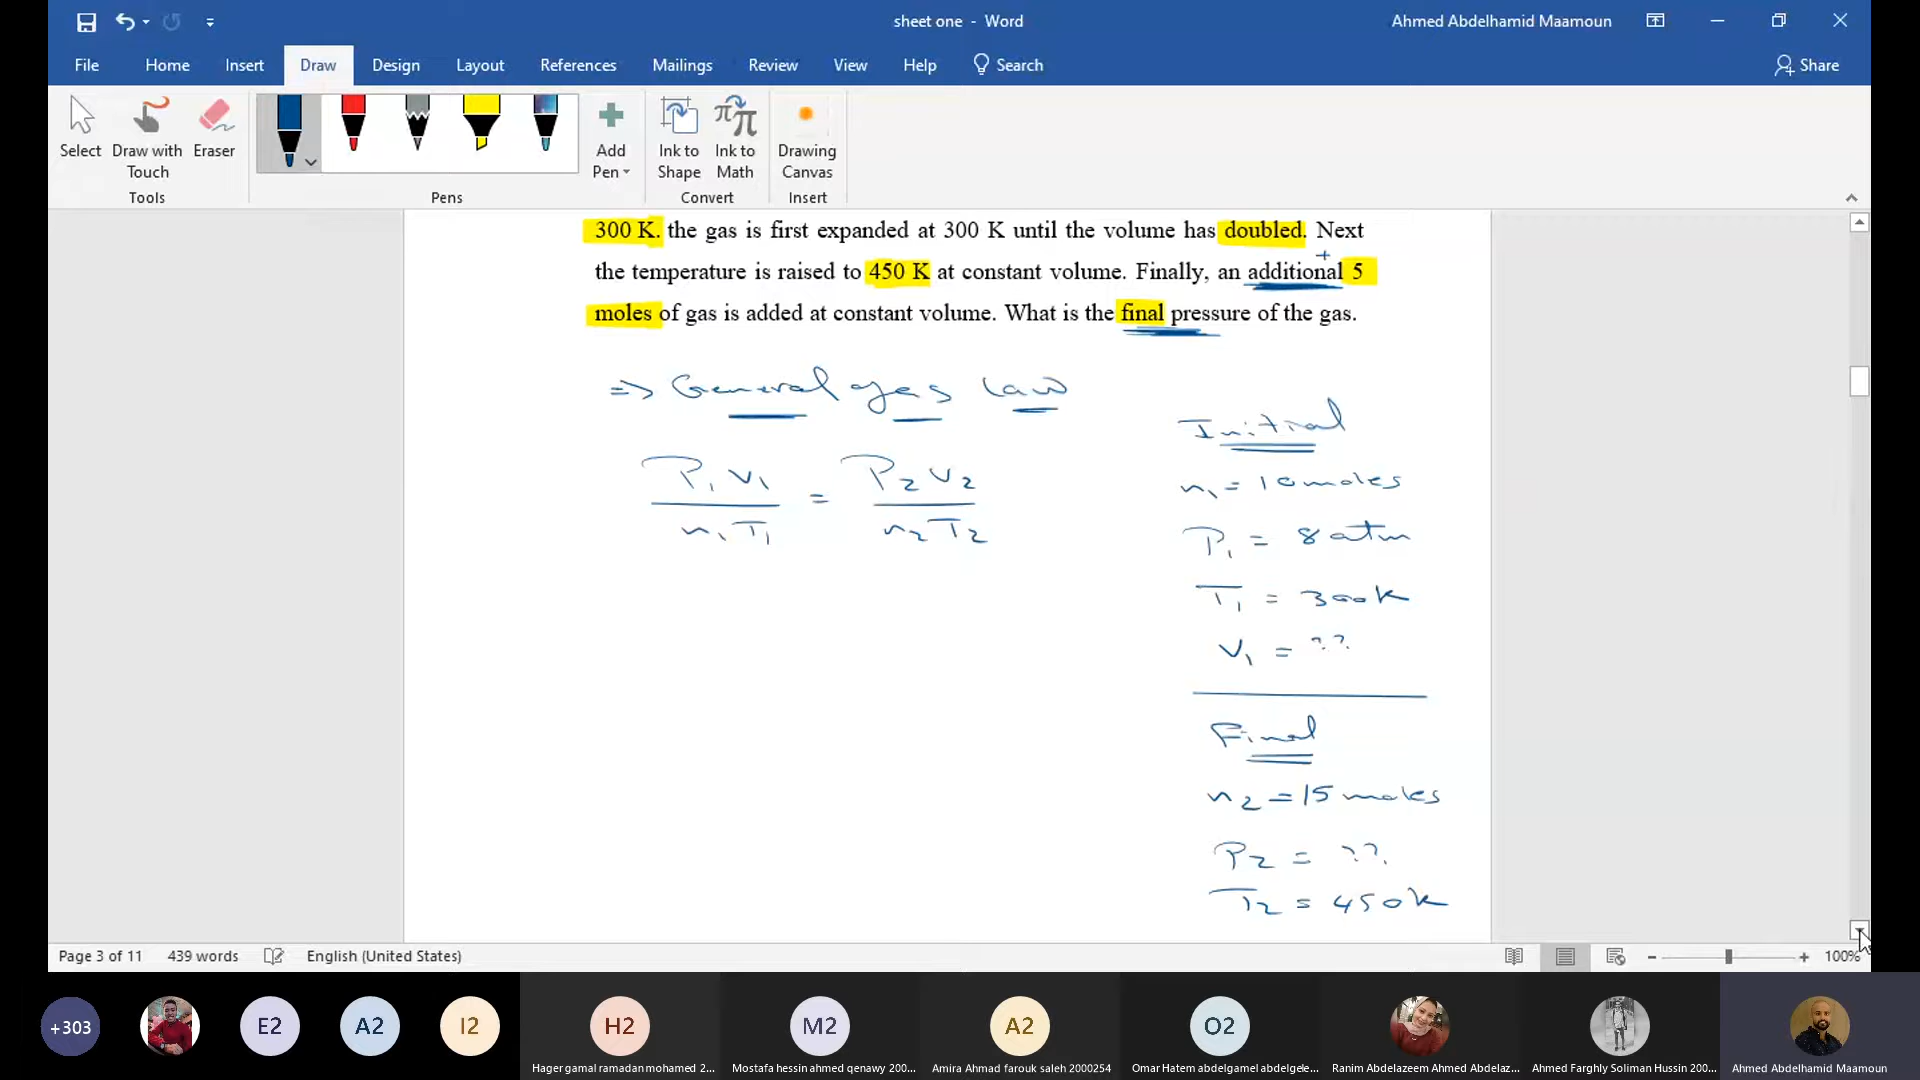 sheet one - Word
Ahmed Abdelhamid Maamoun
File Home Insert Draw Design Layout References Mailings Review View Help Search Share
Select Draw with Touch Eraser Add Pen Ink to Shape Ink to Math Drawing Canvas
Tools Pens Convert Insert
300 K. the gas is first expanded at 300 K until the volume has doubled. Next
the temperature is raised to 450 K at constant volume. Finally, an additional 5
+
moles of gas is added at constant volume. What is the final pressure of the gas.
=> General gas law
P1 V1 / n1 T1 = P2 V2 / n2 T2
Initial
n1 = 10 moles
P1 = 8 atm
T1 = 300 K
V1 = ??
Final
n2 = 15 moles
P2 = ??
T2 = 450 K
Page 3 of 11 439 words English (United States) 100%
+303 E2 A2 I2 H2 M2 A2 O2
Hager gamal ramadan mohamed 2...
Mostafa hessin ahmed qenawy 200...
Amira Ahmad farouk saleh 2000254
Omar Hatem abdelgamel abdelgele...
Ranim Abdelazeem Ahmed Abdelaz...
Ahmed Farghly Soliman Hussin 200...
Ahmed Abdelhamid Maamoun